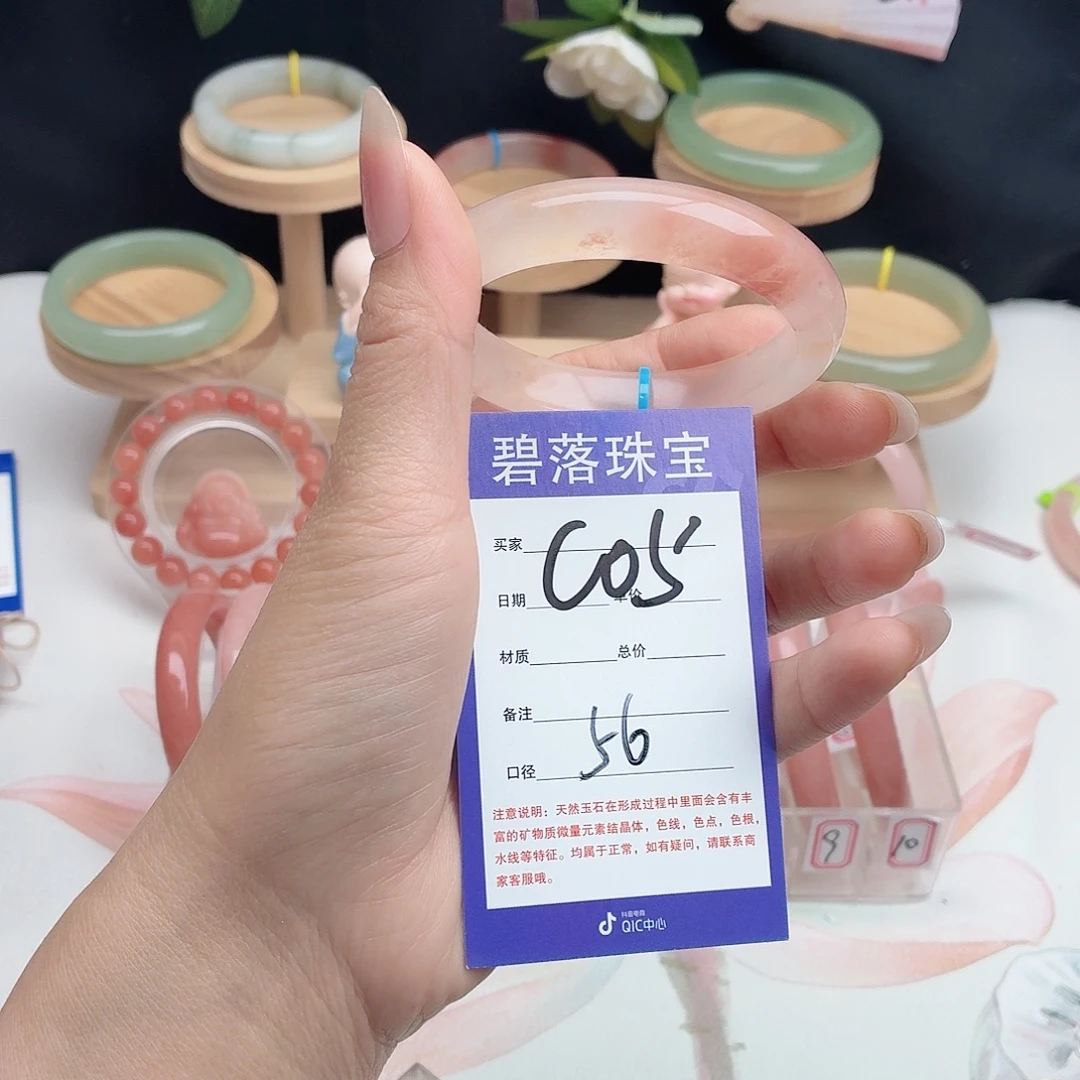 碧落珠宝
买家
C05
日期 单价
材质 总价
备注
56
口径
注意说明：天然玉石在形成过程中里面会含有丰
富的矿物质微量元素结晶体，色线，色点，色根，
水线等特征。均属于正常，如有疑问，请联系商
家客服哦。
抖音电商
QIC中心
9
10